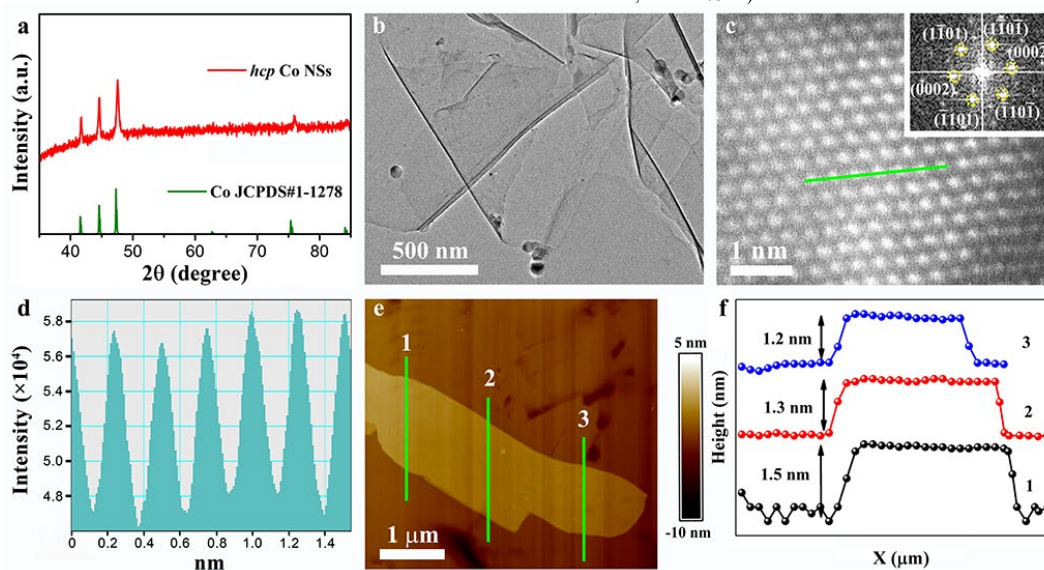 a
Intensity (a.u.)
hcp Co NSs
Co JCPDS#1-1278
40 50 60 70 80
2θ (degree)
b
500 nm
c
(11̄01) (11̄01̄)
(0002̄)
(0002)
(1̄101) (1̄101̄)
1 nm
d
Intensity (×10⁴)
5.8
5.6
5.4
5.2
5.0
4.8
0 0.2 0.4 0.6 0.8 1.0 1.2 1.4
nm
e
1
2
3
1 μm
5 nm
-10 nm
f
Height (nm)
1.2 nm
3
1.3 nm
2
1.5 nm
1
X (μm)